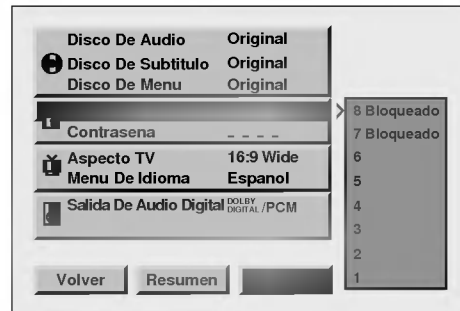 Disco De Audio Original
Disco De Subtitulo Original
Disco De Menu Original
Contrasena _ _ _ _
Aspecto TV 16:9 Wide
Menu De Idioma Espanol
Salida De Audio Digital DOLBY DIGITAL /PCM
8 Bloqueado
7 Bloqueado
6
5
4
3
2
1
Volver Resumen